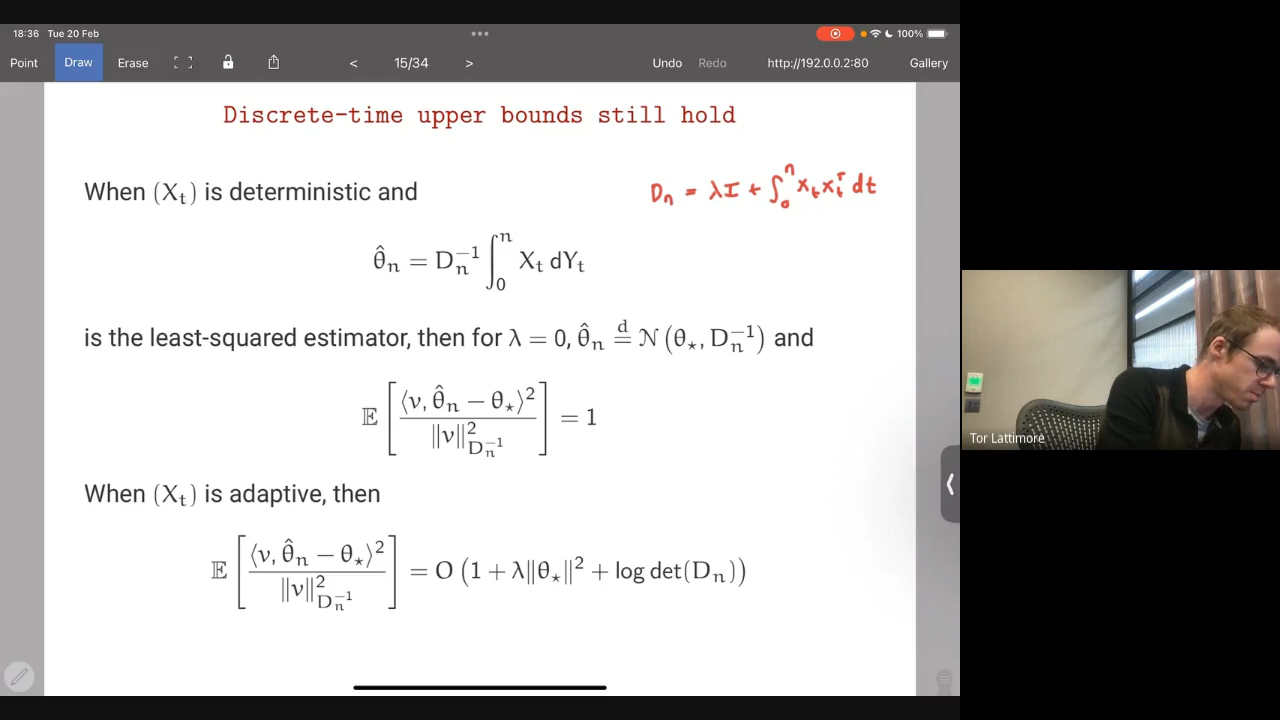 18:36 Tue 20 Feb
100%
Point Draw Erase < 15/34 > Undo Redo http://192.0.0.2:80 Gallery
Discrete-time upper bounds still hold
When (Xₜ) is deterministic and
Dₙ = λI + ∫₀ⁿ xₜxₜᵀ dt
θ̂ₙ = Dₙ⁻¹ ∫₀ⁿ Xₜ dYₜ
is the least-squared estimator, then for λ = 0, θ̂ₙ =ᵈ N(θ⋆, Dₙ⁻¹) and
𝔼[⟨v, θ̂ₙ − θ⋆⟩² / ‖v‖²_{Dₙ⁻¹}] = 1
When (Xₜ) is adaptive, then
𝔼[⟨v, θ̂ₙ − θ⋆⟩² / ‖v‖²_{Dₙ⁻¹}] = O(1 + λ‖θ⋆‖² + log det(Dₙ))
Tor Lattimore